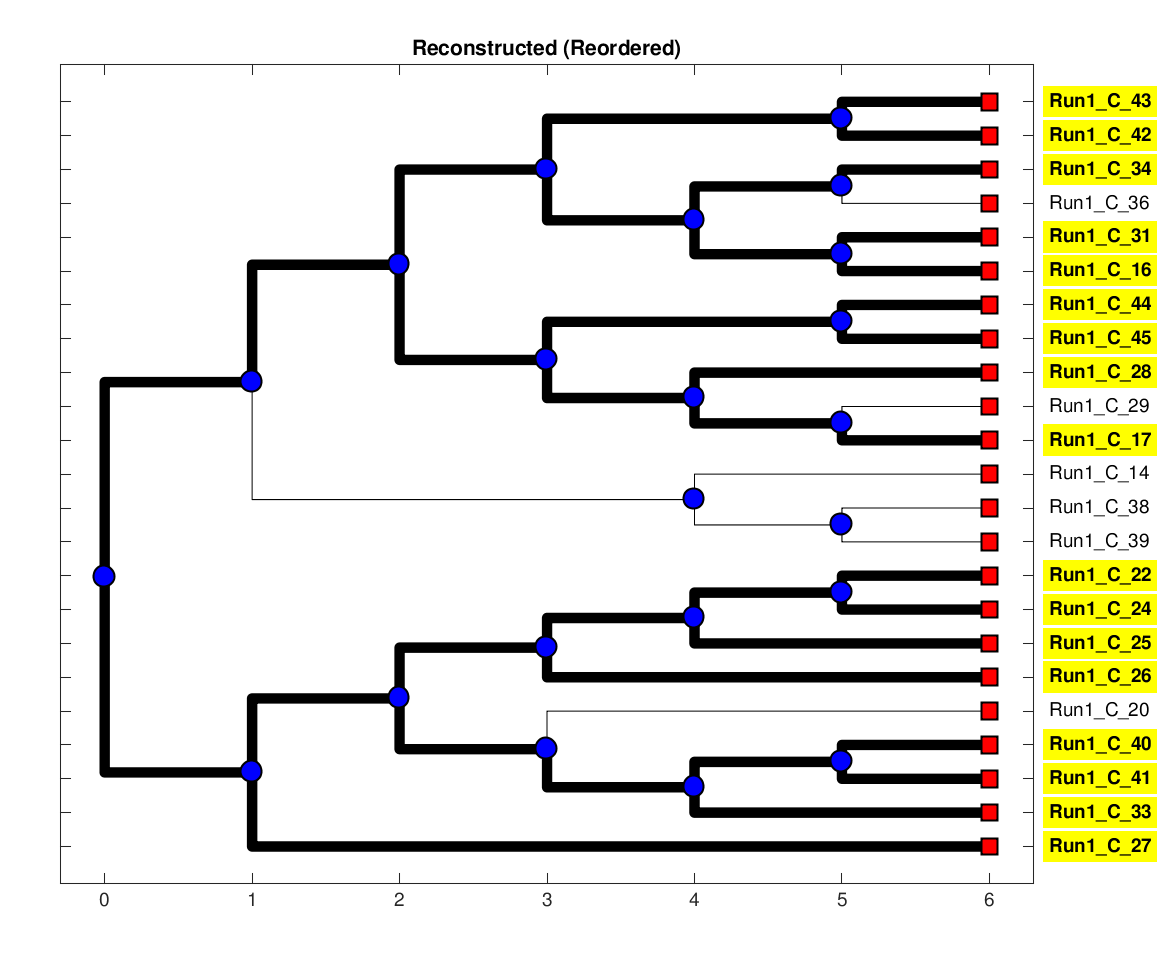 Reconstructed (Reordered)
Run1_C_43
Run1_C_42
Run1_C_34
Run1_C_36
Run1_C_31
Run1_C_16
Run1_C_44
Run1_C_45
Run1_C_28
Run1_C_29
Run1_C_17
Run1_C_14
Run1_C_38
Run1_C_39
Run1_C_22
Run1_C_24
Run1_C_25
Run1_C_26
Run1_C_20
Run1_C_40
Run1_C_41
Run1_C_33
Run1_C_27
0 1 2 3 4 5 6